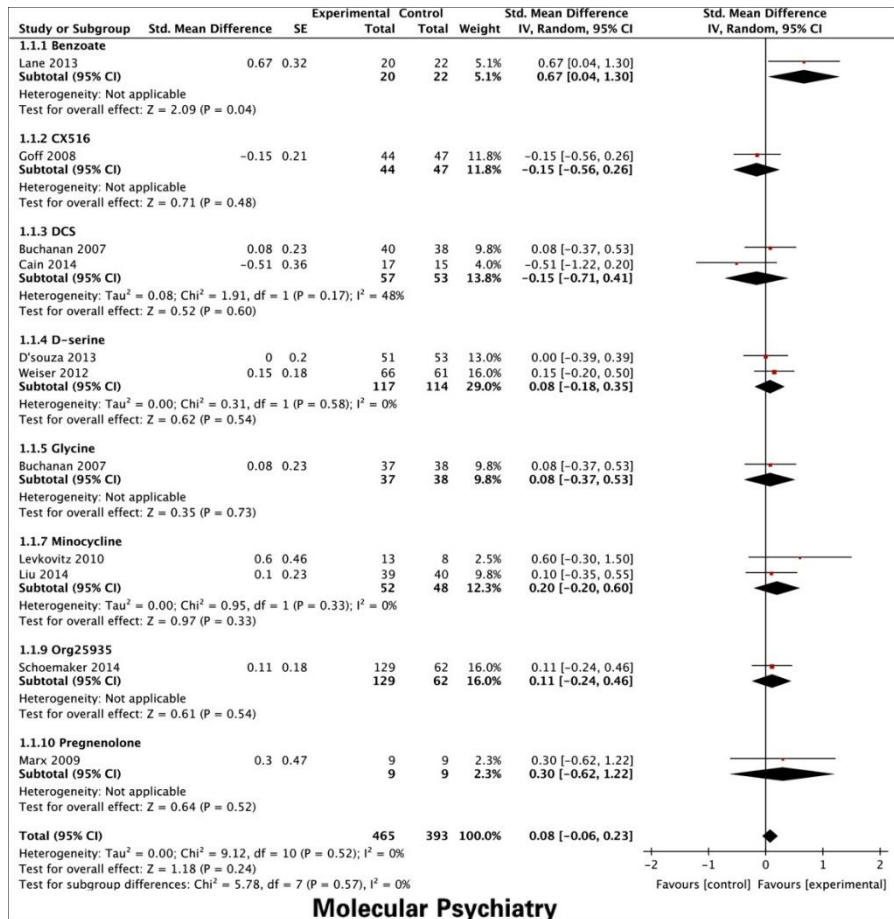 Experimental Control Std. Mean Difference Std. Mean Difference
Study or Subgroup Std. Mean Difference SE Total Total Weight IV, Random, 95% CI IV, Random, 95% CI
1.1.1 Benzoate
Lane 2013 0.67 0.32 20 22 5.1% 0.67 [0.04, 1.30]
Subtotal (95% CI) 20 22 5.1% 0.67 [0.04, 1.30]
Heterogeneity: Not applicable
Test for overall effect: Z = 2.09 (P = 0.04)
1.1.2 CX516
Goff 2008 −0.15 0.21 44 47 11.8% −0.15 [−0.56, 0.26]
Subtotal (95% CI) 44 47 11.8% −0.15 [−0.56, 0.26]
Heterogeneity: Not applicable
Test for overall effect: Z = 0.71 (P = 0.48)
1.1.3 DCS
Buchanan 2007 0.08 0.23 40 38 9.8% 0.08 [−0.37, 0.53]
Cain 2014 −0.51 0.36 17 15 4.0% −0.51 [−1.22, 0.20]
Subtotal (95% CI) 57 53 13.8% −0.15 [−0.71, 0.41]
Heterogeneity: Tau² = 0.08; Chi² = 1.91, df = 1 (P = 0.17); I² = 48%
Test for overall effect: Z = 0.52 (P = 0.60)
1.1.4 D-serine
D'souza 2013 0 0.2 51 53 13.0% 0.00 [−0.39, 0.39]
Weiser 2012 0.15 0.18 66 61 16.0% 0.15 [−0.20, 0.50]
Subtotal (95% CI) 117 114 29.0% 0.08 [−0.18, 0.35]
Heterogeneity: Tau² = 0.00; Chi² = 0.31, df = 1 (P = 0.58); I² = 0%
Test for overall effect: Z = 0.62 (P = 0.54)
1.1.5 Glycine
Buchanan 2007 0.08 0.23 37 38 9.8% 0.08 [−0.37, 0.53]
Subtotal (95% CI) 37 38 9.8% 0.08 [−0.37, 0.53]
Heterogeneity: Not applicable
Test for overall effect: Z = 0.35 (P = 0.73)
1.1.7 Minocycline
Levkovitz 2010 0.6 0.46 13 8 2.5% 0.60 [−0.30, 1.50]
Liu 2014 0.1 0.23 39 40 9.8% 0.10 [−0.35, 0.55]
Subtotal (95% CI) 52 48 12.3% 0.20 [−0.20, 0.60]
Heterogeneity: Tau² = 0.00; Chi² = 0.95, df = 1 (P = 0.33); I² = 0%
Test for overall effect: Z = 0.97 (P = 0.33)
1.1.9 Org25935
Schoemaker 2014 0.11 0.18 129 62 16.0% 0.11 [−0.24, 0.46]
Subtotal (95% CI) 129 62 16.0% 0.11 [−0.24, 0.46]
Heterogeneity: Not applicable
Test for overall effect: Z = 0.61 (P = 0.54)
1.1.10 Pregnenolone
Marx 2009 0.3 0.47 9 9 2.3% 0.30 [−0.62, 1.22]
Subtotal (95% CI) 9 9 2.3% 0.30 [−0.62, 1.22]
Heterogeneity: Not applicable
Test for overall effect: Z = 0.64 (P = 0.52)
Total (95% CI) 465 393 100.0% 0.08 [−0.06, 0.23]
Heterogeneity: Tau² = 0.00; Chi² = 9.12, df = 10 (P = 0.52); I² = 0%
Test for overall effect: Z = 1.18 (P = 0.24)
Test for subgroup differences: Chi² = 5.78, df = 7 (P = 0.57), I² = 0%
−2 −1 0 1 2
Favours [control] Favours [experimental]
Molecular Psychiatry